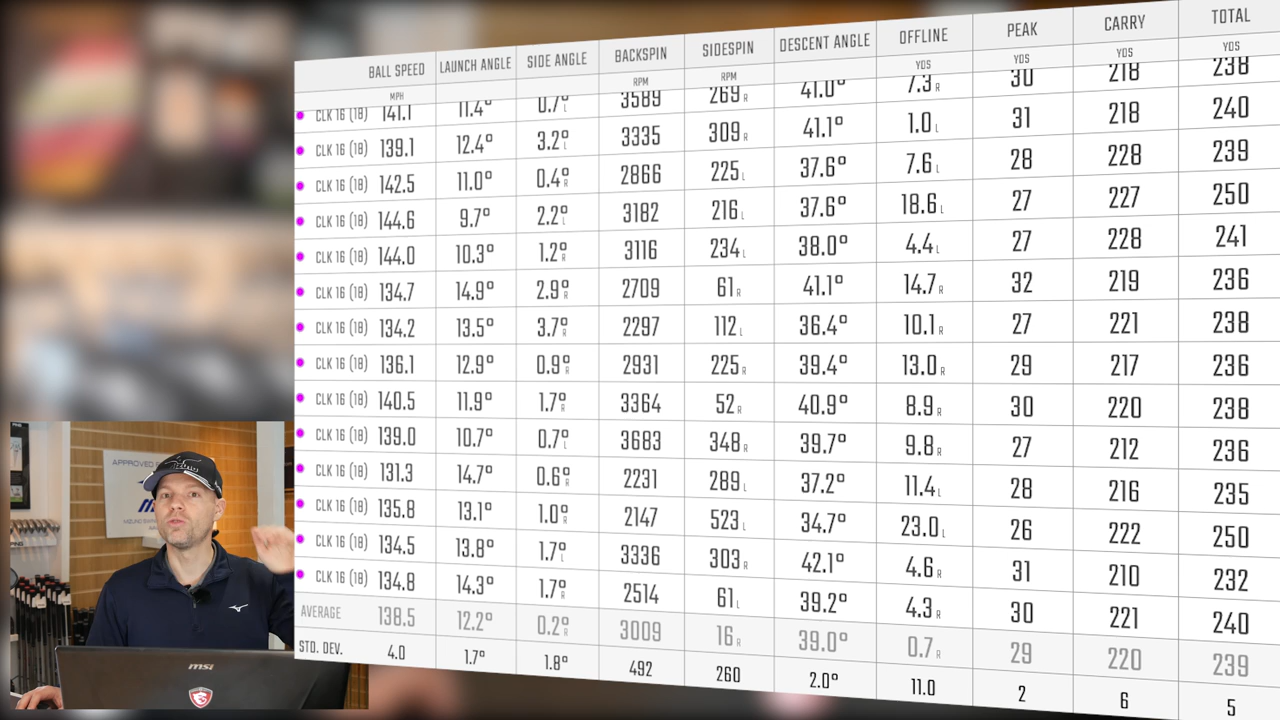 BALL SPEED LAUNCH ANGLE SIDE ANGLE BACKSPIN SIDESPIN DESCENT ANGLE OFFLINE PEAK CARRY TOTAL
MPH RPM RPM YDS YDS YDS YDS
CLK 16 (18) 141.1 11.4° 0.7° L 3589 269 R 41.0° 7.3 R 30 218 238
CLK 16 (18) 139.1 12.4° 3.2° L 3335 309 R 41.1° 1.0 L 31 218 240
CLK 16 (18) 142.5 11.0° 0.4° R 2866 225 L 37.6° 7.6 L 28 228 239
CLK 16 (18) 144.6 9.7° 2.2° L 3182 216 L 37.6° 18.6 L 27 227 250
CLK 16 (18) 144.0 10.3° 1.2° R 3116 234 L 38.0° 4.4 L 27 228 241
CLK 16 (18) 134.7 14.9° 2.9° R 2709 61 R 41.1° 14.7 R 32 219 236
CLK 16 (18) 134.2 13.5° 3.7° R 2297 112 L 36.4° 10.1 R 27 221 238
CLK 16 (18) 136.1 12.9° 0.9° R 2931 225 R 39.4° 13.0 R 29 217 236
CLK 16 (18) 140.5 11.9° 1.7° R 3364 52 R 40.9° 8.9 R 30 220 238
CLK 16 (18) 139.0 10.7° 0.7° L 3683 348 R 39.7° 9.8 R 27 212 236
CLK 16 (18) 131.3 14.7° 0.6° R 2231 289 L 37.2° 11.4 L 28 216 235
CLK 16 (18) 135.8 13.1° 1.0° R 2147 523 L 34.7° 23.0 L 26 222 250
CLK 16 (18) 134.5 13.8° 1.7° L 3336 303 R 42.1° 4.6 R 31 210 232
CLK 16 (18) 134.8 14.3° 1.7° R 2514 61 L 39.2° 4.3 R 30 221 240
AVERAGE 138.5 12.2° 0.2° R 3009 16 R 39.0° 0.7 R 29 220 239
STD. DEV. 4.0 1.7° 1.8° 492 260 2.0° 11.0 2 6 5
APPROVED
msi